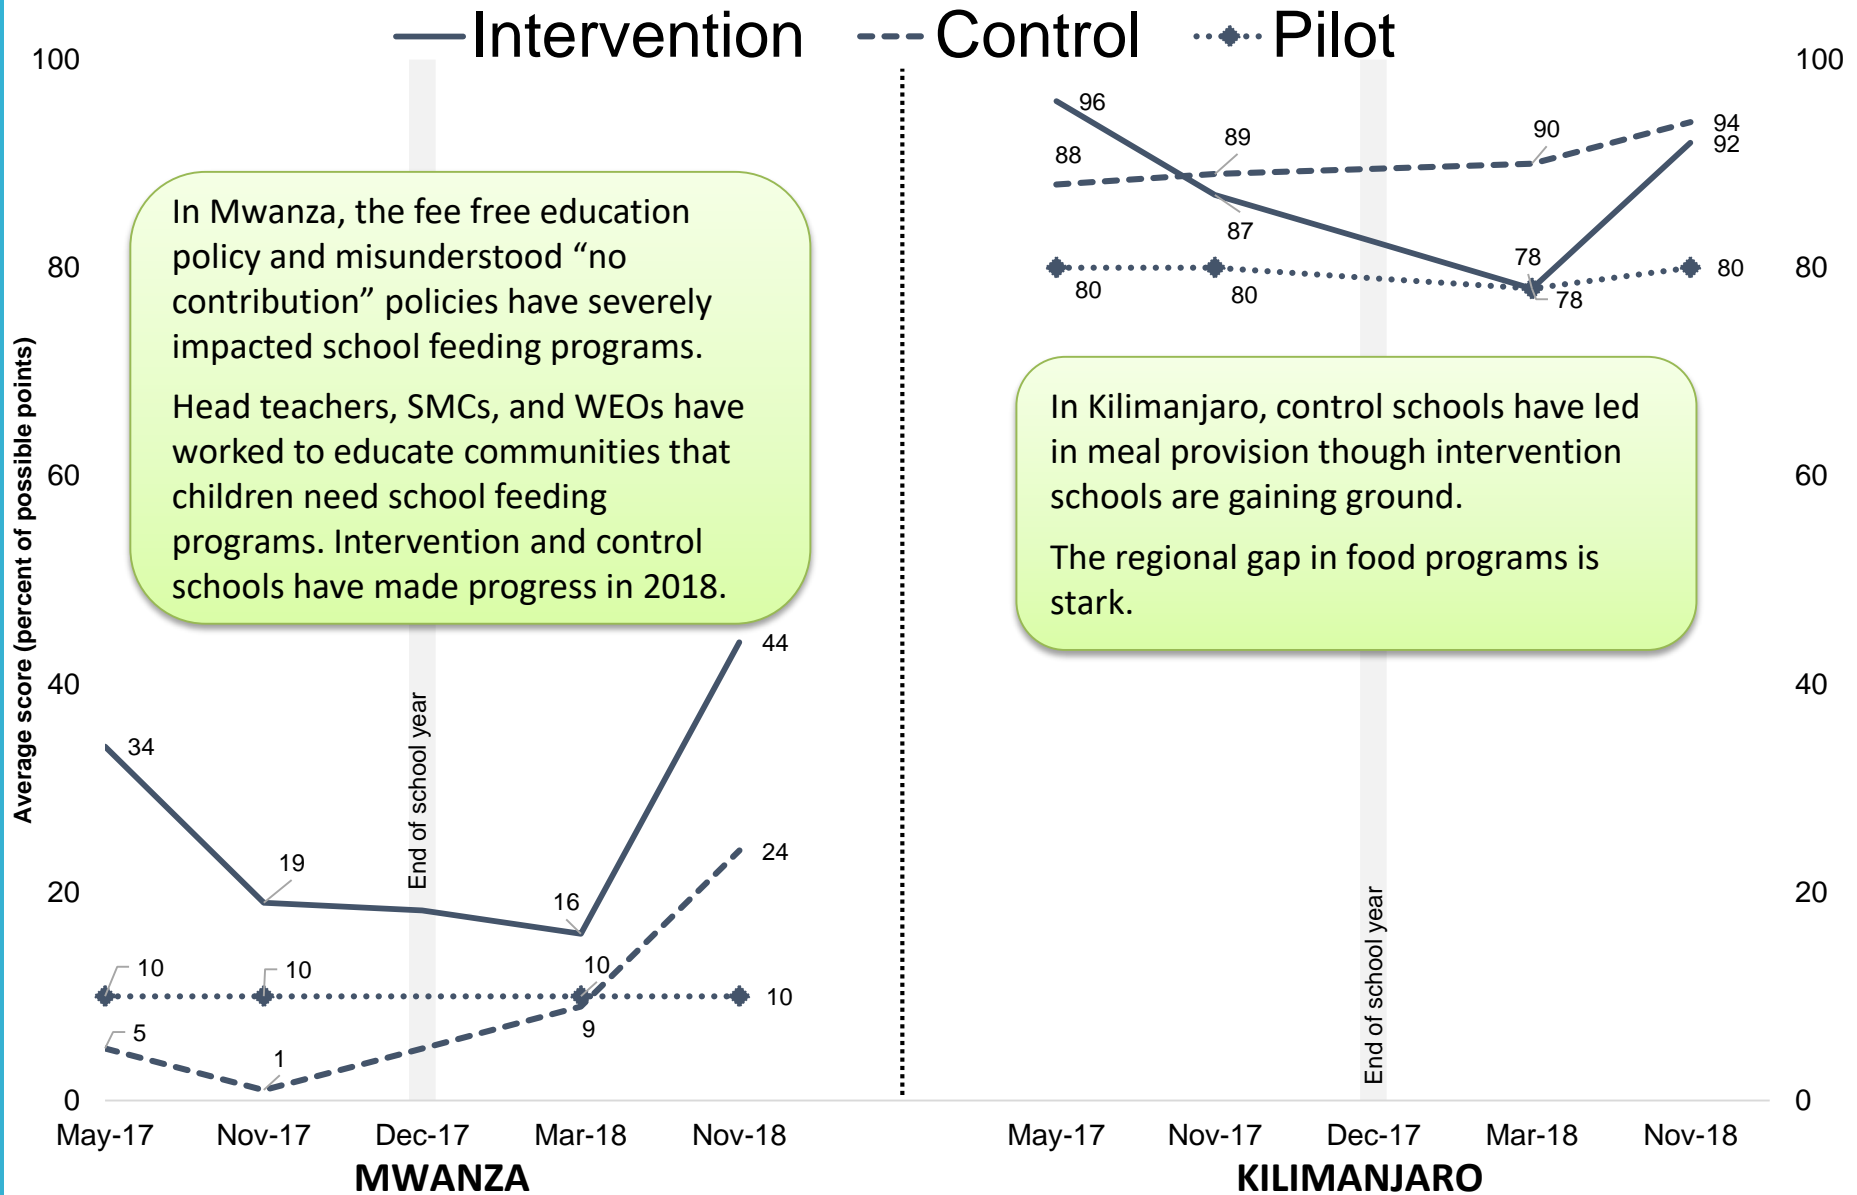 Intervention Control Pilot
Average score (percent of possible points)
100
80
60
40
20
0
In Mwanza, the fee free education
policy and misunderstood “no
contribution” policies have severely
impacted school feeding programs.
Head teachers, SMCs, and WEOs have
worked to educate communities that
children need school feeding
programs. Intervention and control
schools have made progress in 2018.
34
19
16
44
10
10
10
10
5
1
9
24
End of school year
May-17 Nov-17 Dec-17 Mar-18 Nov-18
MWANZA
96
88
89
87
90
78
78
94
92
80
80
80
In Kilimanjaro, control schools have led
in meal provision though intervention
schools are gaining ground.
The regional gap in food programs is
stark.
End of school year
100
80
60
40
20
0
May-17 Nov-17 Dec-17 Mar-18 Nov-18
KILIMANJARO